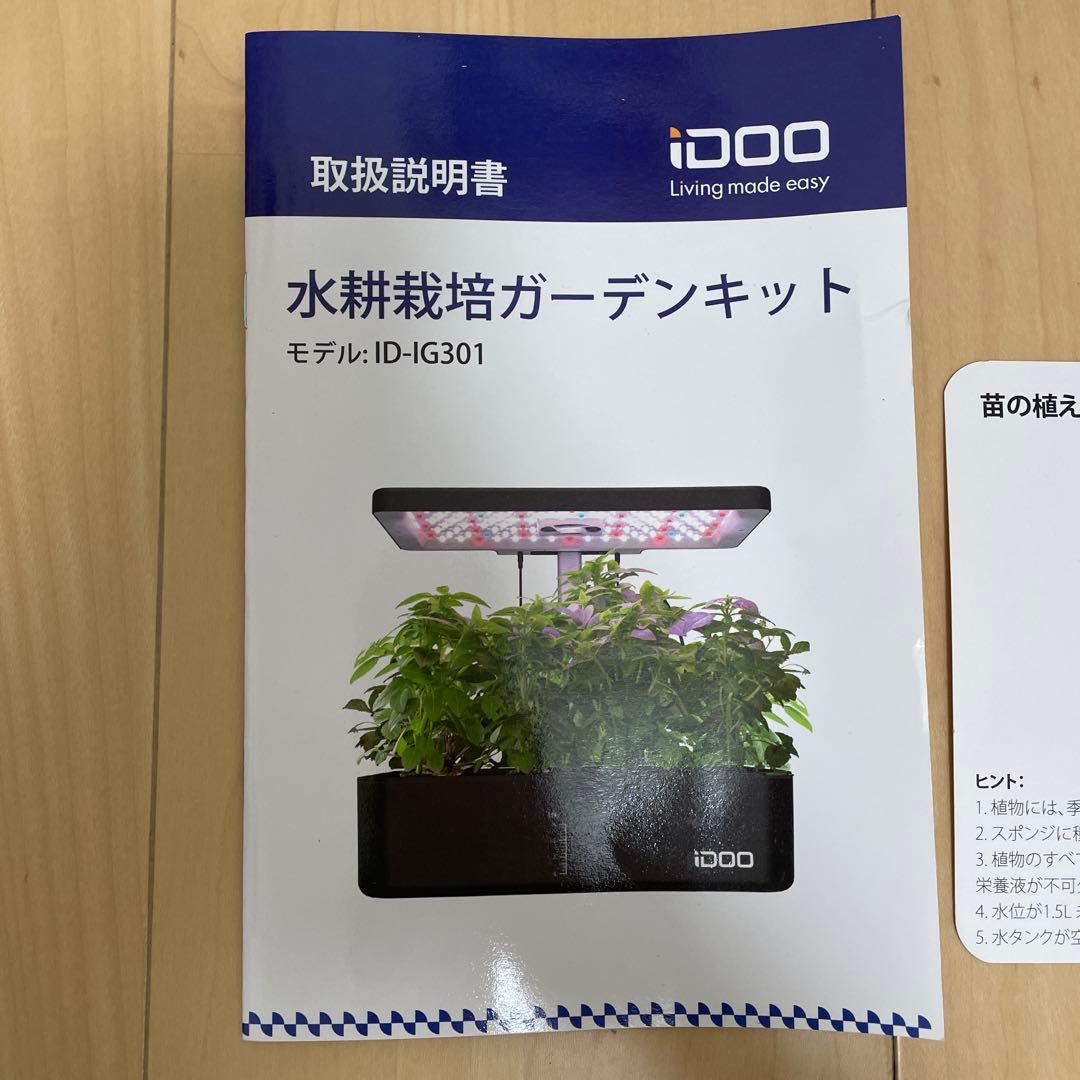 取扱説明書
iDOO
Living made easy
水耕栽培ガーデンキット
モデル: ID-IG301
iDOO
苗の植え
ヒント:
1. 植物には、季
2. スポンジに
3. 植物のすべ
栄養液が不可
4. 水位が1.5L
5. 水タンクが空